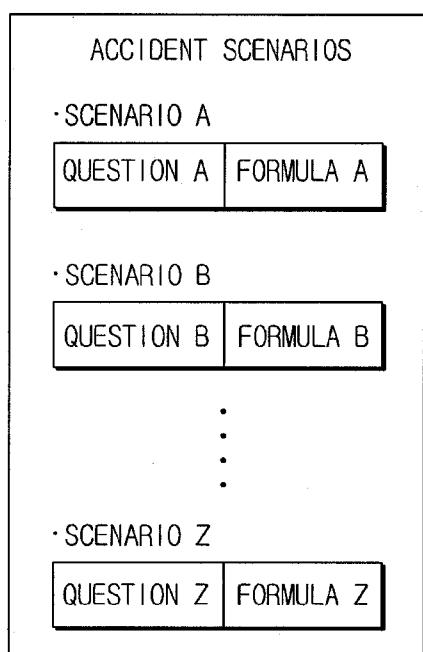 ACCIDENT SCENARIOS
·SCENARIO A
QUESTION A FORMULA A
·SCENARIO B
QUESTION B FORMULA B
·SCENARIO Z
QUESTION Z FORMULA Z